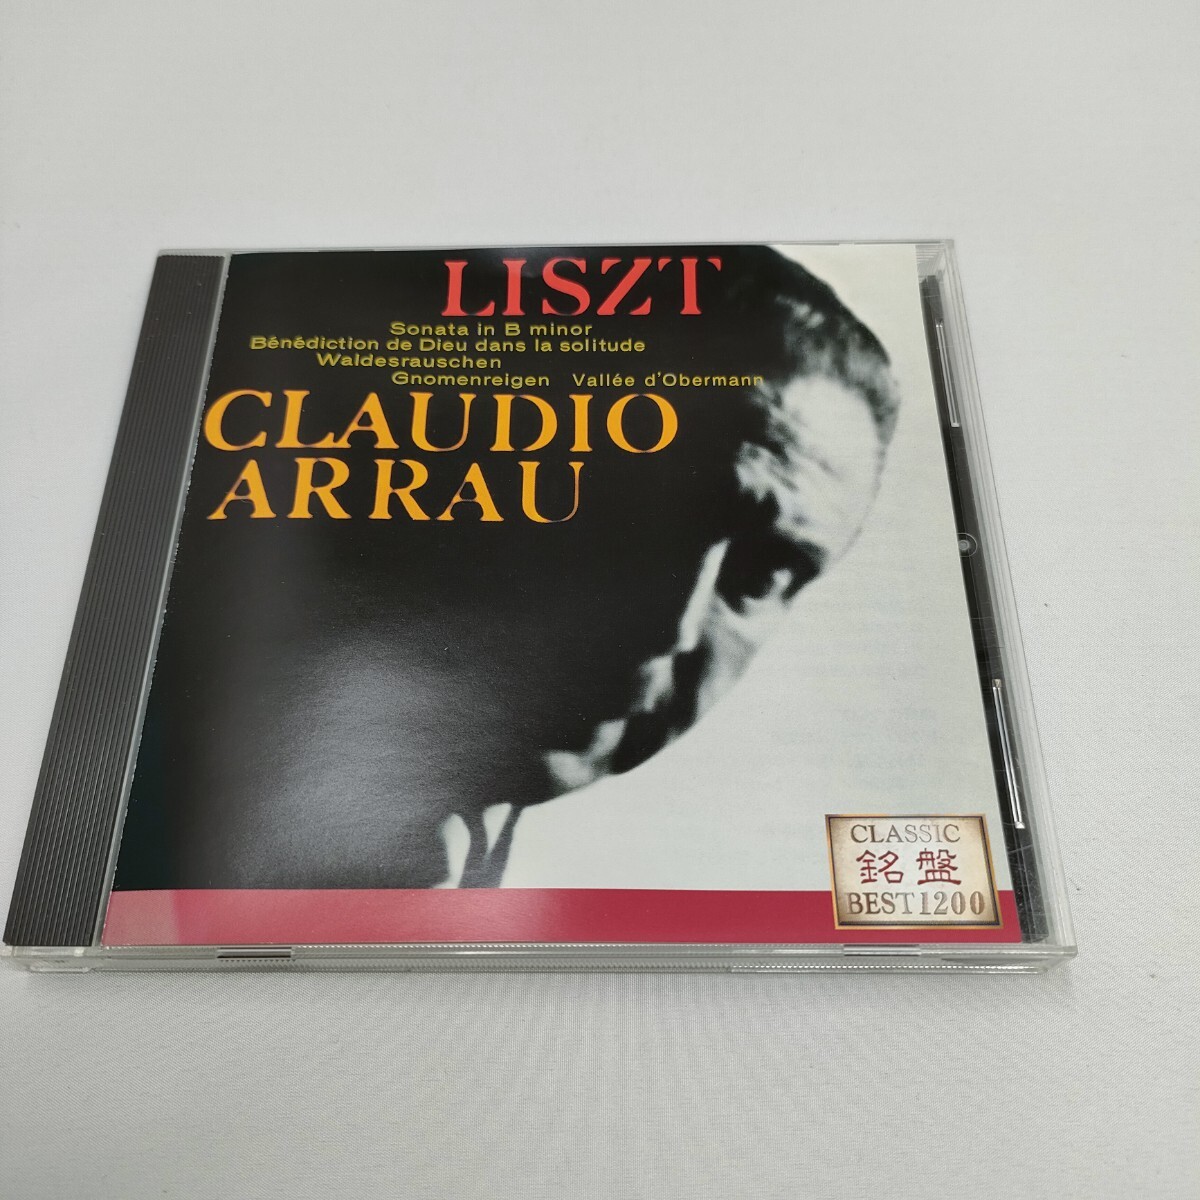 LISZT
Sonata in B minor
Bénédiction de Dieu dans la solitude
Waldesrauschen
Gnomenreigen Vallée d'Obermann
CLAUDIO
ARRAU
CLASSIC
銘盤
BEST1200